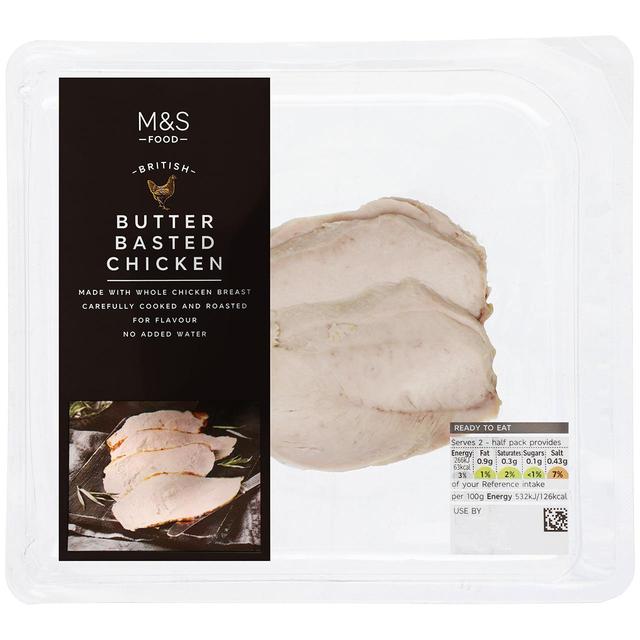 M&S
FOOD
BRITISH
BUTTER
BASTED
CHICKEN
MADE WITH WHOLE CHICKEN BREAST
CAREFULLY COOKED AND ROASTED
FOR FLAVOUR
NO ADDED WATER
READY TO EAT
Serves 2 - half pack provides
Energy Fat Saturates Sugars Salt
266kJ 0.9g 0.3g 0.1g 0.43g
63kcal
3% 1% 2% <1% 7%
of your Reference intake
per 100g Energy 532kJ/126kcal
USE BY